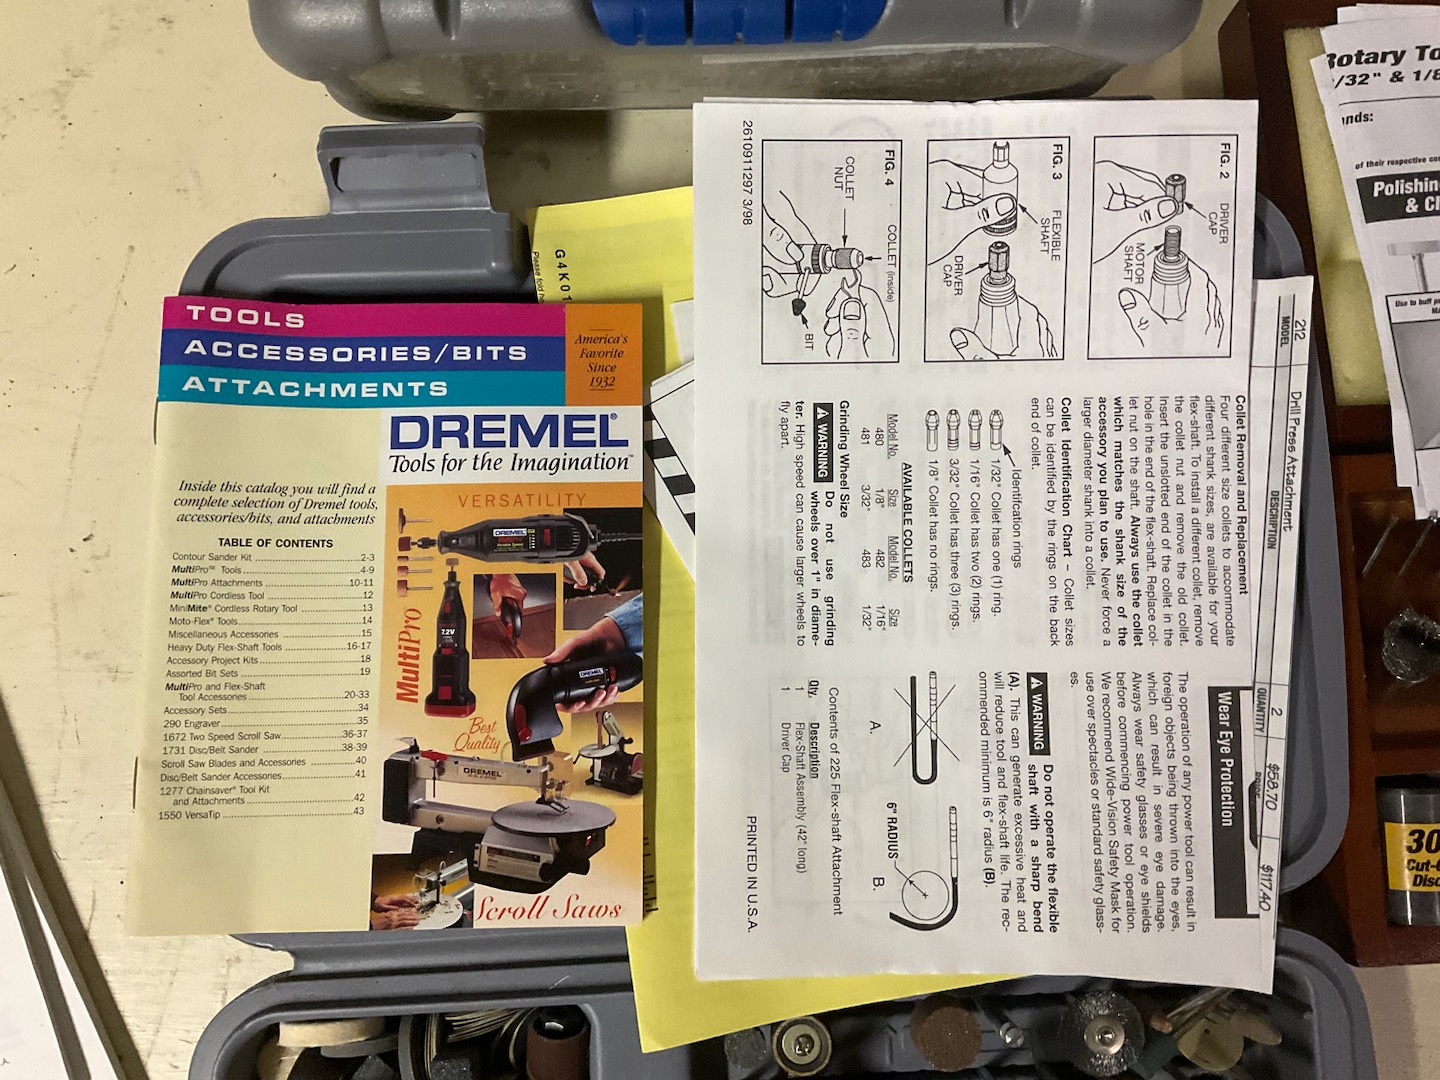 TOOLS
ACCESSORIES/BITS
ATTACHMENTS
America's
Favorite
Since
1932
DREMEL®
Tools for the Imagination™
Inside this catalog you will find a
complete selection of Dremel tools,
accessories/bits, and attachments
TABLE OF CONTENTS
Contour Sander Kit 2-3
MultiPro™ Tools 4-9
MultiPro Attachments 10-11
MultiPro Cordless Tool 12
MiniMite® Cordless Rotary Tool 13
Moto-Flex® Tools 14
Miscellaneous Accessories 15
Heavy Duty Flex-Shaft Tools 16-17
Accessory Project Kits 18
Assorted Bit Sets 19
MultiPro and Flex-Shaft
Tool Accessories 20-33
Accessory Sets 34
290 Engraver 35
1672 Two Speed Scroll Saw 36-37
1731 Disc/Belt Sander 38-39
Scroll Saw Blades and Accessories 40
Disc/Belt Sander Accessories 41
1277 Chainsaver® Tool Kit
and Attachments 42
1550 VersaTip 43
VERSATILITY
DREMEL
7.2V
MultiPro
DREMEL
Best
Quality
DREMEL
Scroll Saws
G4K01
FIG. 2
DRIVER
CAP
MOTOR
SHAFT
FIG. 3
FLEXIBLE
SHAFT
DRIVER
CAP
FIG. 4
COLLET
NUT
COLLET (inside)
BIT
2610911297 3/98
Collet Removal and Replacement
Four different size collets to accommodate
different shank sizes, are available for your
flex-shaft. To install a different collet, remove
the collet nut and remove the old collet.
Insert the unslotted end of the collet in the
hole in the end of the flex-shaft. Replace col-
let nut on the shaft. Always use the collet
which matches the shank size of the
accessory you plan to use. Never force a
larger diameter shank into a collet.
Collet Identification Chart – Collet sizes
can be identified by the rings on the back
end of collet.
Identification rings
1/32" Collet has one (1) ring.
1/16" Collet has two (2) rings.
3/32" Collet has three (3) rings.
1/8" Collet has no rings.
AVAILABLE COLLETS
Model No. Size Model No. Size
480 1/8" 482 1/16"
481 3/32" 483 1/32"
Grinding Wheel Size
WARNING Do not use grinding
wheels over 1" in diame-
ter. High speed can cause larger wheels to
fly apart.
Wear Eye Protection
The operation of any power tool can result in
foreign objects being thrown into the eyes,
which can result in severe eye damage.
Always wear safety glasses or eye shields
before commencing power tool operation.
We recommend Wide-Vision Safety Mask for
use over spectacles or standard safety glass-
es.
WARNING Do not operate the flexible
shaft with a sharp bend
(A). This can generate excessive heat and
will reduce tool and flex-shaft life. The rec-
ommended minimum is 6" radius (B).
A.
6" RADIUS
B.
Contents of 225 Flex-shaft Attachment
Qty. Description
1 Flex-Shaft Assembly (42" long)
1 Driver Cap
PRINTED IN U.S.A.
212 Drill Press Attachment 2 $58.70 $117.40
MODEL DESCRIPTION QUANTITY
Rotary To
/32" & 1/8
nds:
of their respective
Polishin
& Cl
Use to buff
30
Cut-
Disc